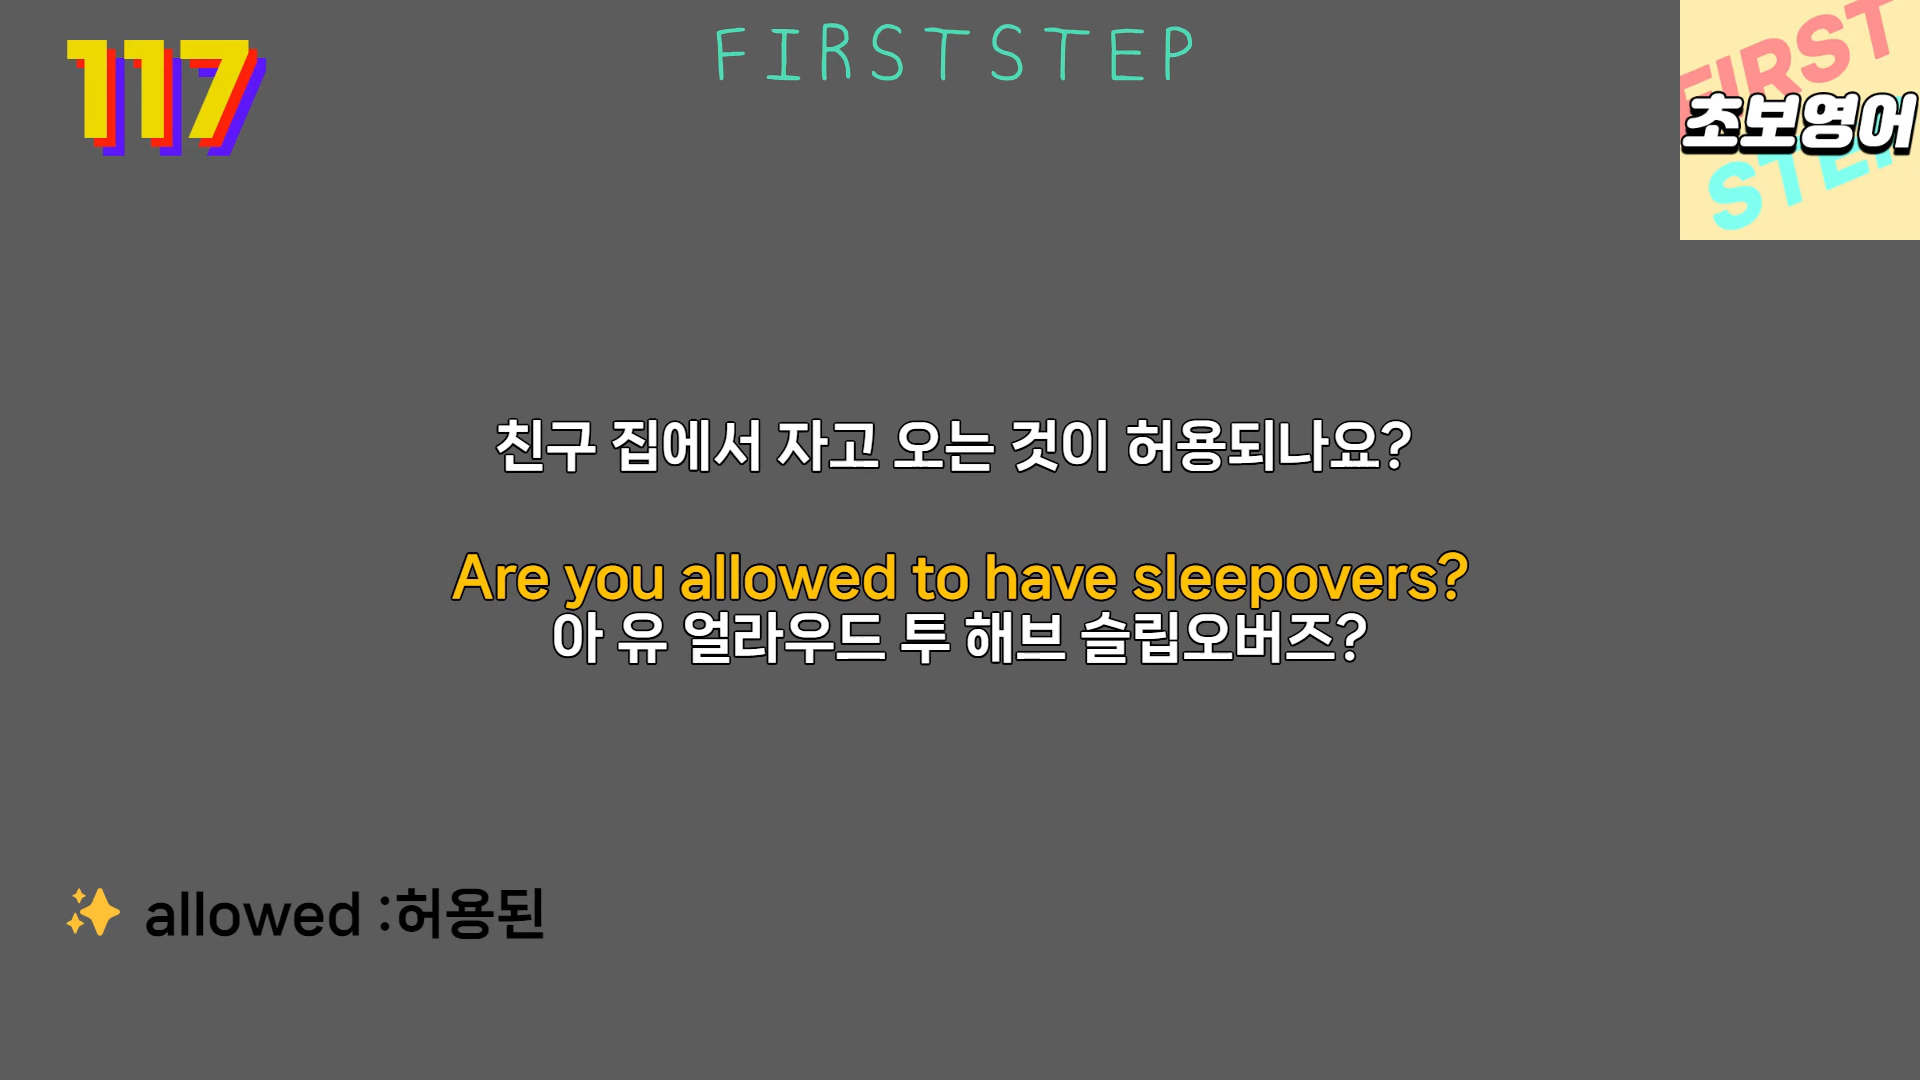 117
FIRSTSTEP
FIRST
초보영어
STEP
친구 집에서 자고 오는 것이 허용되나요?
Are you allowed to have sleepovers?
아 유 얼라우드 투 해브 슬립오버즈?
✨ allowed :허용된